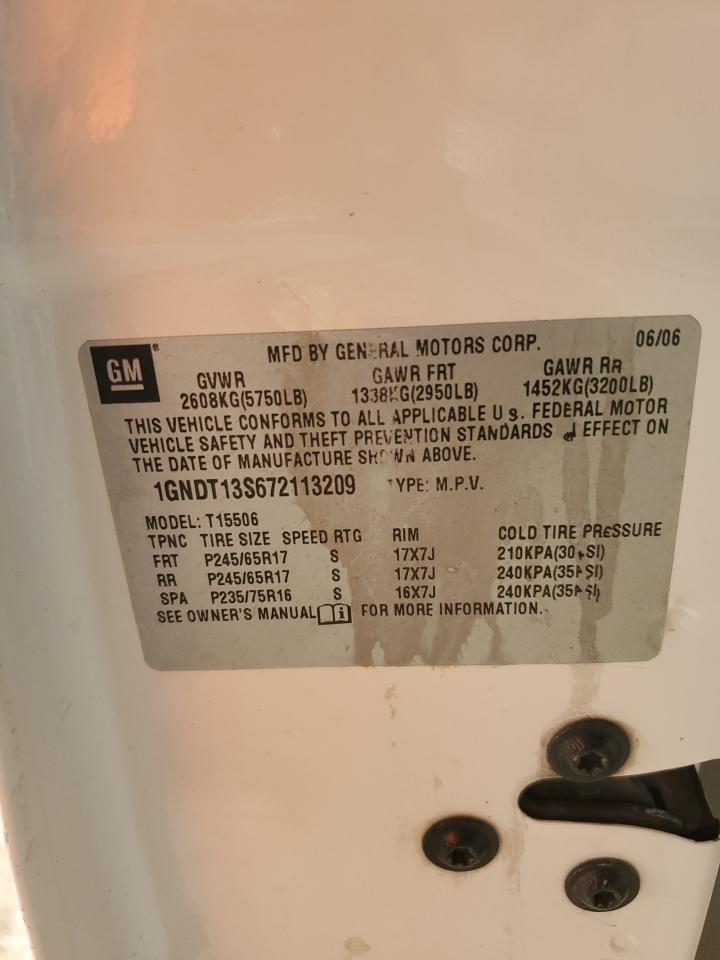 GM®
MFD BY GENERAL MOTORS CORP. 06/06
GVWR GAWR FRT GAWR RR
2608KG(5750LB) 1338KG(2950LB) 1452KG(3200LB)
THIS VEHICLE CONFORMS TO ALL APPLICABLE U.S. FEDERAL MOTOR
VEHICLE SAFETY AND THEFT PREVENTION STANDARDS EFFECT ON
THE DATE OF MANUFACTURE SHOWN ABOVE.
1GNDT13S672113209 TYPE: M.P.V.
MODEL: T15506
TPNC TIRE SIZE SPEED RTG RIM COLD TIRE PRESSURE
FRT P245/65R17 S 17X7J 210KPA(30PSI)
RR P245/65R17 S 17X7J 240KPA(35PSI)
SPA P235/75R16 S 16X7J 240KPA(35PSI)
SEE OWNER'S MANUAL i FOR MORE INFORMATION.